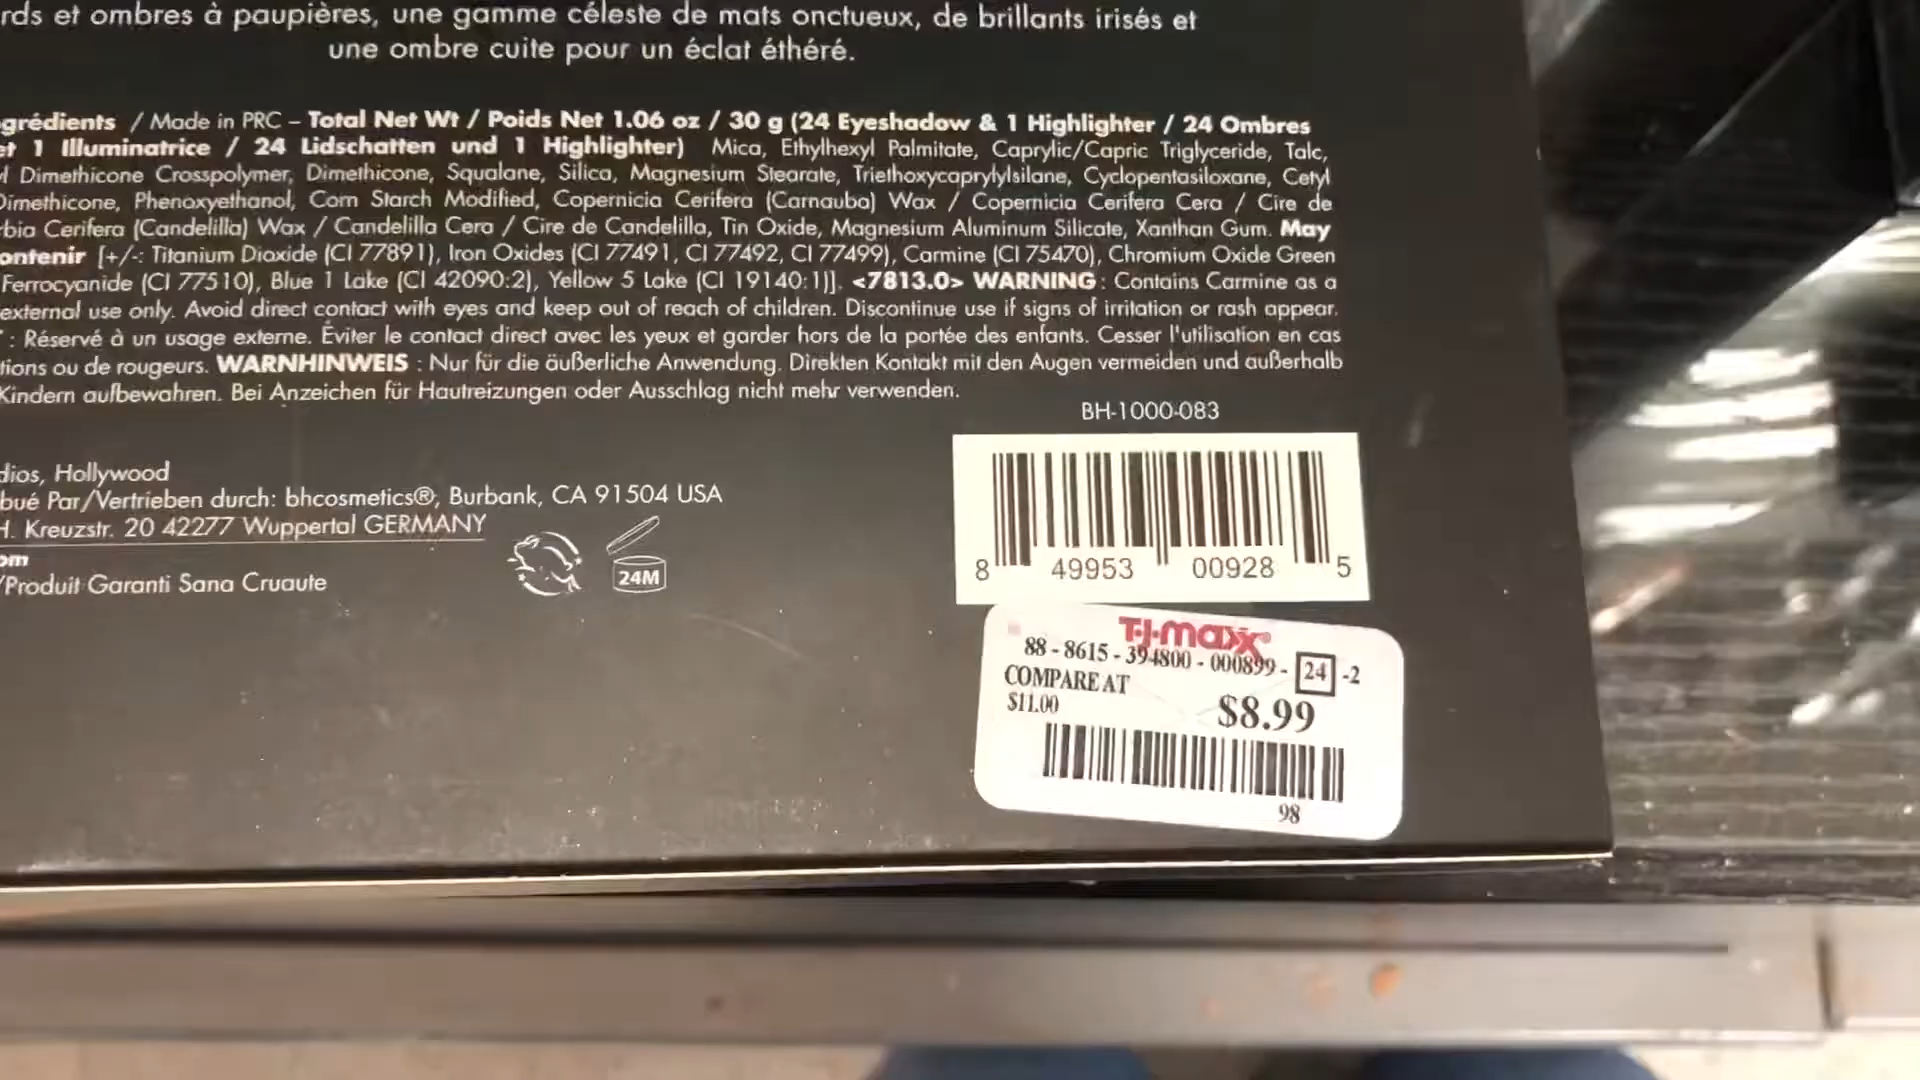 rds et ombres à paupières, une gamme céleste de mats onctueux, de brillants irisés et
une ombre cuite pour un éclat éthéré.
grédients / Made in PRC – Total Net Wt / Poids Net 1.06 oz / 30 g (24 Eyeshadow & 1 Highlighter / 24 Ombres
et 1 Illuminatrice / 24 Lidschatten und 1 Highlighter) Mica, Ethylhexyl Palmitate, Caprylic/Capric Triglyceride, Talc,
Dimethicone Crosspolymer, Dimethicone, Squalane, Silica, Magnesium Stearate, Triethoxycaprylylsilane, Cyclopentasiloxane, Cetyl
Dimethicone, Phenoxyethanol, Corn Starch Modified, Copernicia Cerifera (Carnauba) Wax / Copernicia Cerifera Cera / Cire de
rbia Cerifera (Candelilla) Wax / Candelilla Cera / Cire de Candelilla, Tin Oxide, Magnesium Aluminum Silicate, Xanthan Gum. May
ontenir [+/-: Titanium Dioxide (CI 77891), Iron Oxides (CI 77491, CI 77492, CI 77499), Carmine (CI 75470), Chromium Oxide Green
Ferrocyanide (CI 77510), Blue 1 Lake (CI 42090:2), Yellow 5 Lake (CI 19140:1)]. <7813.0> WARNING : Contains Carmine as a
external use only. Avoid direct contact with eyes and keep out of reach of children. Discontinue use if signs of irritation or rash appear.
: Réservé à un usage externe. Éviter le contact direct avec les yeux et garder hors de la portée des enfants. Cesser l'utilisation en cas
tions ou de rougeurs. WARNHINWEIS : Nur für die äußerliche Anwendung. Direkten Kontakt mit den Augen vermeiden und außerhalb
Kindern aufbewahren. Bei Anzeichen für Hautreizungen oder Ausschlag nicht mehr verwenden.
BH-1000-083
dios, Hollywood
bué Par/Vertrieben durch: bhcosmetics®, Burbank, CA 91504 USA
H. Kreuzstr. 20 42277 Wuppertal GERMANY
om
/Produit Garanti Sana Cruaute
24M
8 49953 00928 5
T·J·maxx
88 - 8615 - 394800 - 000899 - 24 -2
COMPARE AT
$11.00
$8.99
98